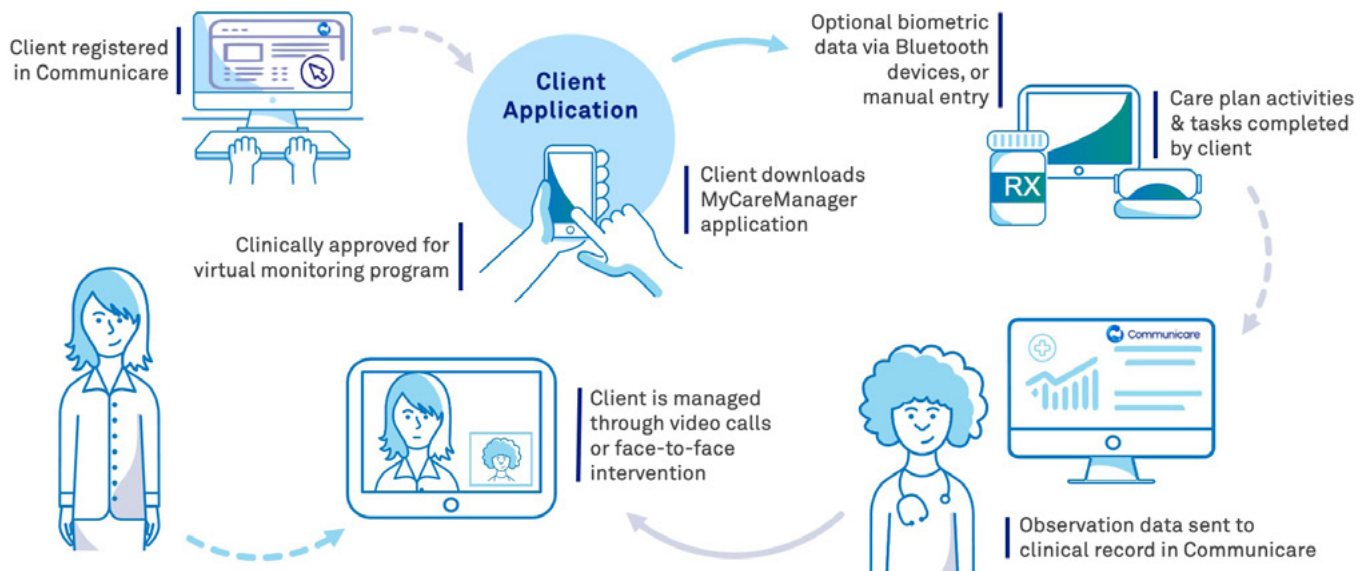 Client registered
in Communicare
Client
Application
Optional biometric
data via Bluetooth
devices, or
manual entry
Care plan activities
& tasks completed
by client
RX
Client downloads
MyCareManager
application
Clinically approved for
virtual monitoring program
Communicare
Client is managed
through video calls
or face-to-face
intervention
Observation data sent to
clinical record in Communicare